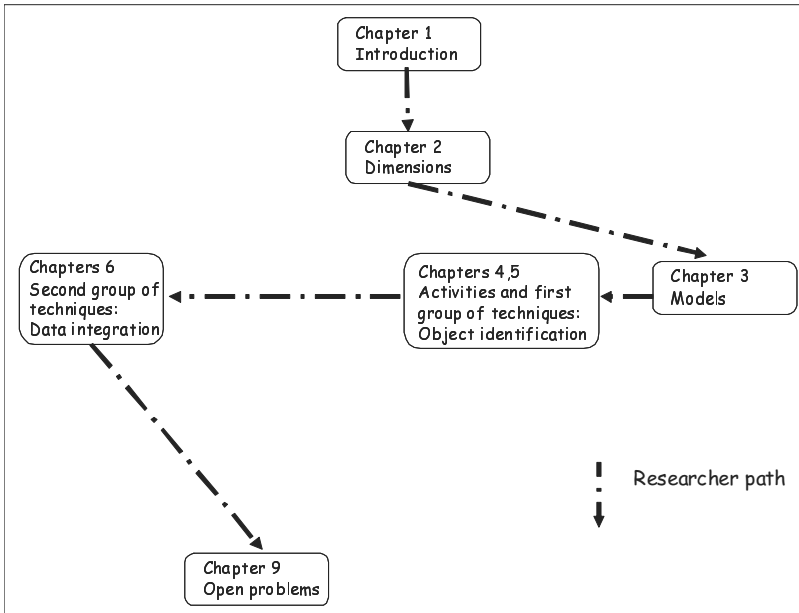 Chapter 1
Introduction
Chapter 2
Dimensions
Chapter 3
Models
Chapters 4,5
Activities and first
group of techniques:
Object identification
Chapters 6
Second group of
techniques:
Data integration
Researcher path
Chapter 9
Open problems